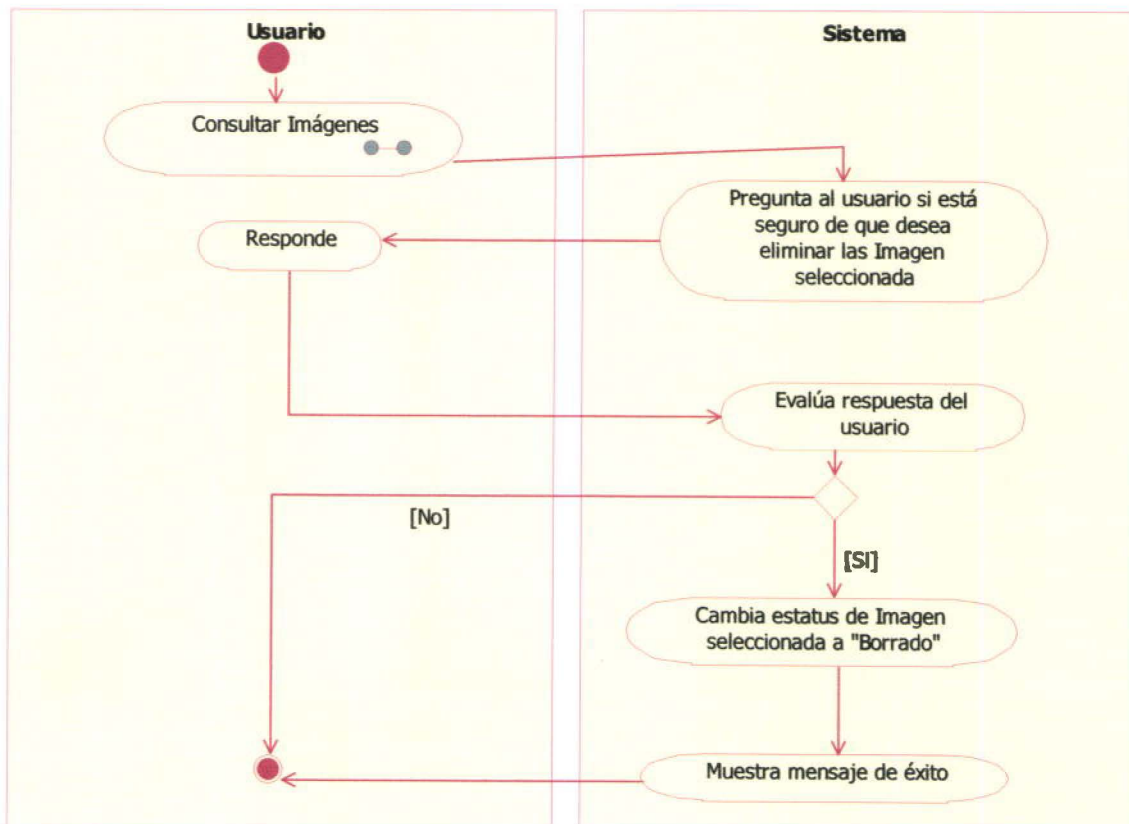 Usuario
Sistema
Consultar Imágenes
Pregunta al usuario si está
seguro de que desea
eliminar las Imagen
seleccionada
Responde
Evalúa respuesta del
usuario
[No]
[SI]
Cambia estatus de Imagen
seleccionada a "Borrado"
Muestra mensaje de éxito